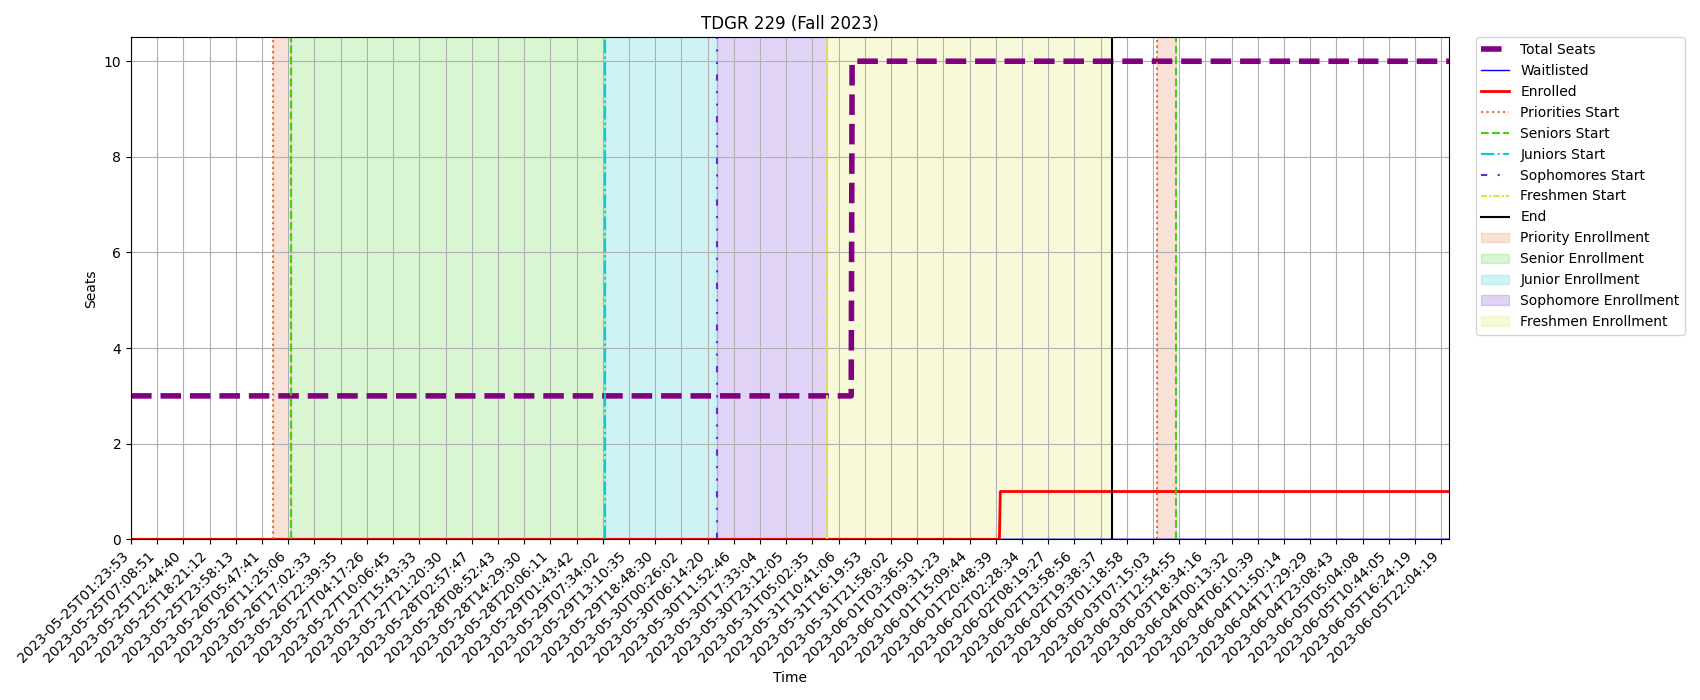 TDGR 229 (Fall 2023)
10
8
6
4
2
0
Seats
2023-05-25T01:23:53
2023-05-25T07:08:51
2023-05-25T12:44:40
2023-05-25T18:21:12
2023-05-25T23:58:13
2023-05-26T05:47:41
2023-05-26T11:25:06
2023-05-26T17:02:33
2023-05-26T22:39:35
2023-05-27T04:17:26
2023-05-27T10:06:45
2023-05-27T15:43:33
2023-05-27T21:20:30
2023-05-28T02:57:47
2023-05-28T08:52:43
2023-05-28T14:29:30
2023-05-28T20:06:11
2023-05-29T01:43:42
2023-05-29T07:34:02
2023-05-29T13:10:35
2023-05-29T18:48:30
2023-05-30T00:26:02
2023-05-30T06:14:20
2023-05-30T11:52:46
2023-05-30T17:33:04
2023-05-30T23:12:05
2023-05-31T05:02:35
2023-05-31T10:41:06
2023-05-31T16:19:53
2023-05-31T21:58:02
2023-06-01T03:36:50
2023-06-01T09:31:23
2023-06-01T15:09:44
2023-06-01T20:48:39
2023-06-02T02:28:34
2023-06-02T08:19:27
2023-06-02T13:58:56
2023-06-02T19:38:37
2023-06-03T01:18:58
2023-06-03T07:15:03
2023-06-03T12:54:55
2023-06-03T18:34:16
2023-06-04T00:13:32
2023-06-04T06:10:39
2023-06-04T11:50:14
2023-06-04T17:29:29
2023-06-04T23:08:43
2023-06-05T05:04:08
2023-06-05T10:44:05
2023-06-05T16:24:19
2023-06-05T22:04:19
Time
Total Seats
Waitlisted
Enrolled
Priorities Start
Seniors Start
Juniors Start
Sophomores Start
Freshmen Start
End
Priority Enrollment
Senior Enrollment
Junior Enrollment
Sophomore Enrollment
Freshmen Enrollment